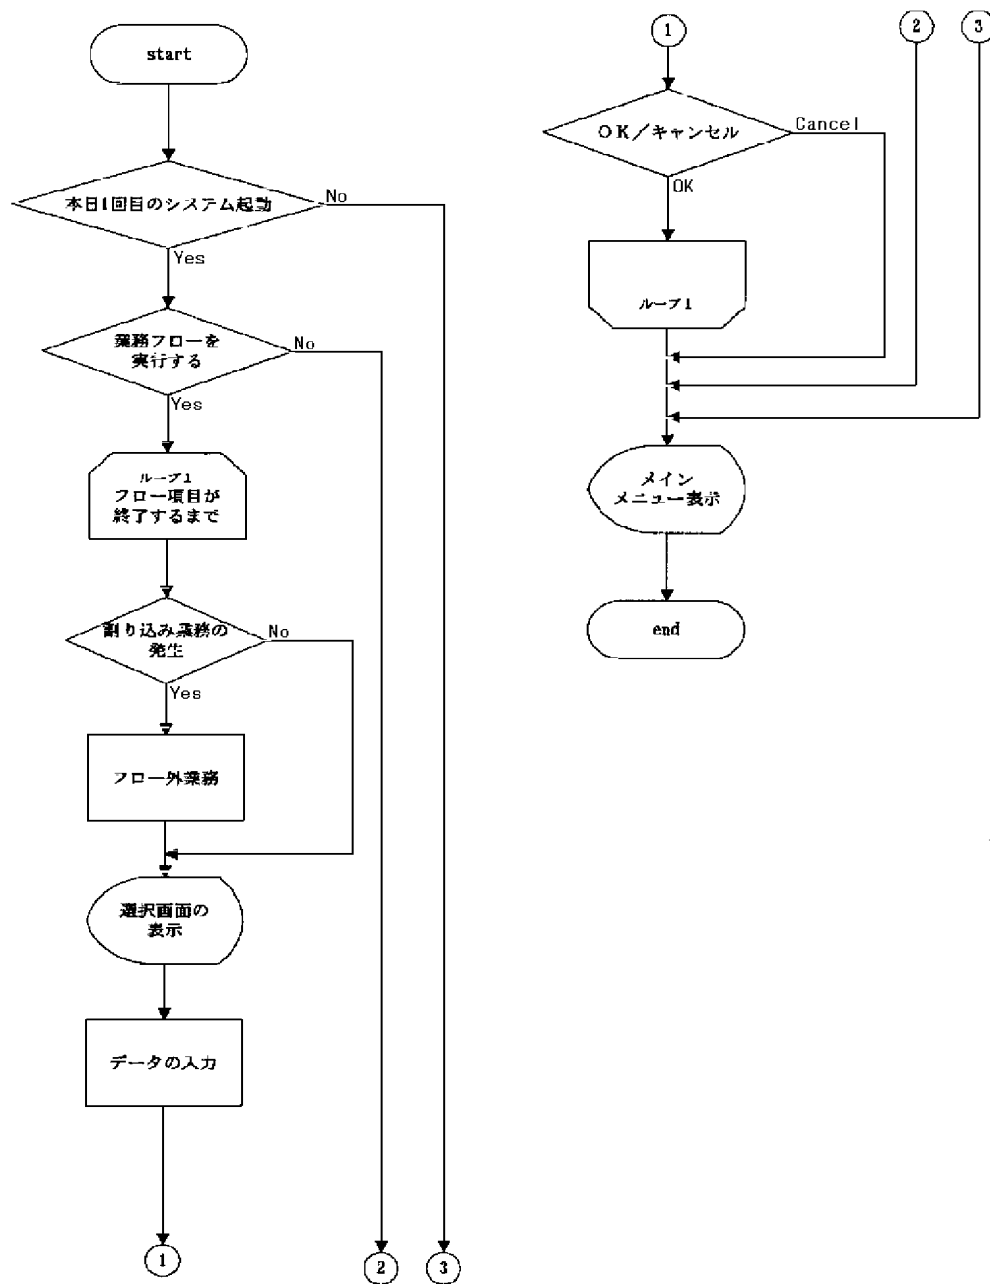 start
本日1回目のシステム起動
No
Yes
業務フローを
実行する
No
Yes
ループ1
フロー項目が
終了するまで
割り込み業務の
発生
No
Yes
フロー外業務
選択画面の
表示
データの入力
1
2
3
1
2
3
OK/キャンセル
Cancel
OK
ループ1
メイン
メニュー表示
end